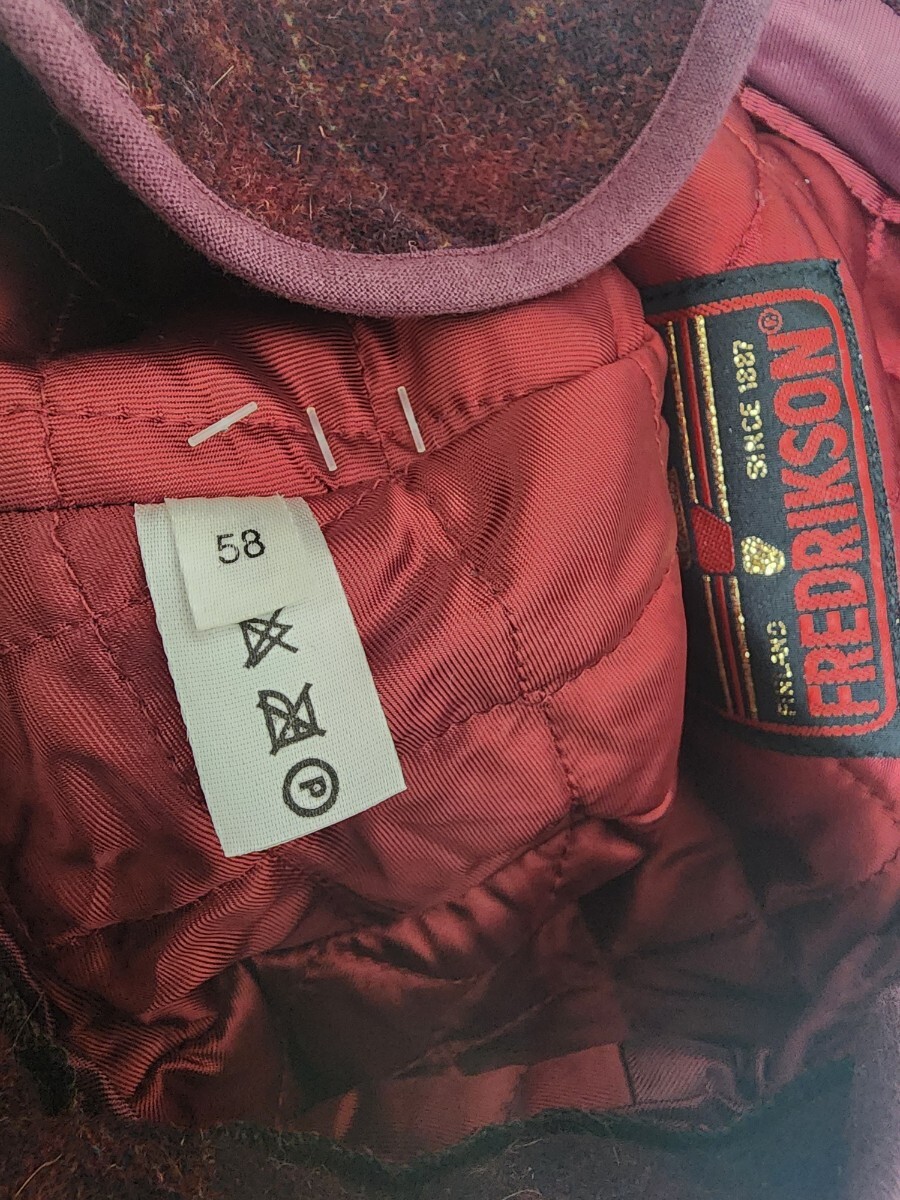 58
P
SINCE 1887 ®
FINLAND
FREDRIKSON